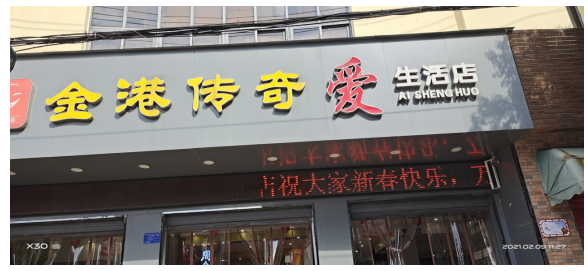 金港传奇爱生活店
AI SHENG HUO
祝大家新春快乐，万
X30
2021.02.09 11:27